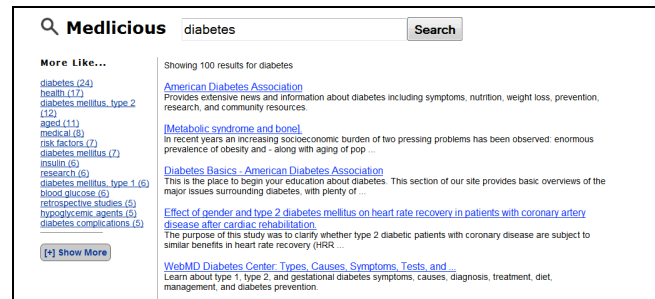 Medlicious diabetes Search
More Like...
diabetes (24)
health (17)
diabetes mellitus, type 2
(12)
aged (11)
medical (8)
risk factors (7)
diabetes mellitus (7)
insulin (6)
research (6)
diabetes mellitus, type 1 (6)
blood glucose (6)
retrospective studies (5)
hypoglycemic agents (5)
diabetes complications (5)
[+] Show More
Showing 100 results for diabetes
American Diabetes Association
Provides extensive news and information about diabetes including symptoms, nutrition, weight loss, prevention,
research, and community resources.
[Metabolic syndrome and bone].
In recent years an increasing socioeconomic burden of two pressing problems has been observed: enormous
prevalence of obesity and - along with aging of pop ...
Diabetes Basics - American Diabetes Association
This is the place to begin your education about diabetes. This section of our site provides basic overviews of the
major issues surrounding diabetes, with plenty of ...
Effect of gender and type 2 diabetes mellitus on heart rate recovery in patients with coronary artery
disease after cardiac rehabilitation.
The purpose of this study was to clarify whether type 2 diabetic patients with coronary disease are subject to
similar benefits in heart rate recovery (HRR ...
WebMD Diabetes Center: Types, Causes, Symptoms, Tests, and ...
Learn about type 1, type 2, and gestational diabetes symptoms, causes, diagnosis, treatment, diet,
management, and diabetes prevention.